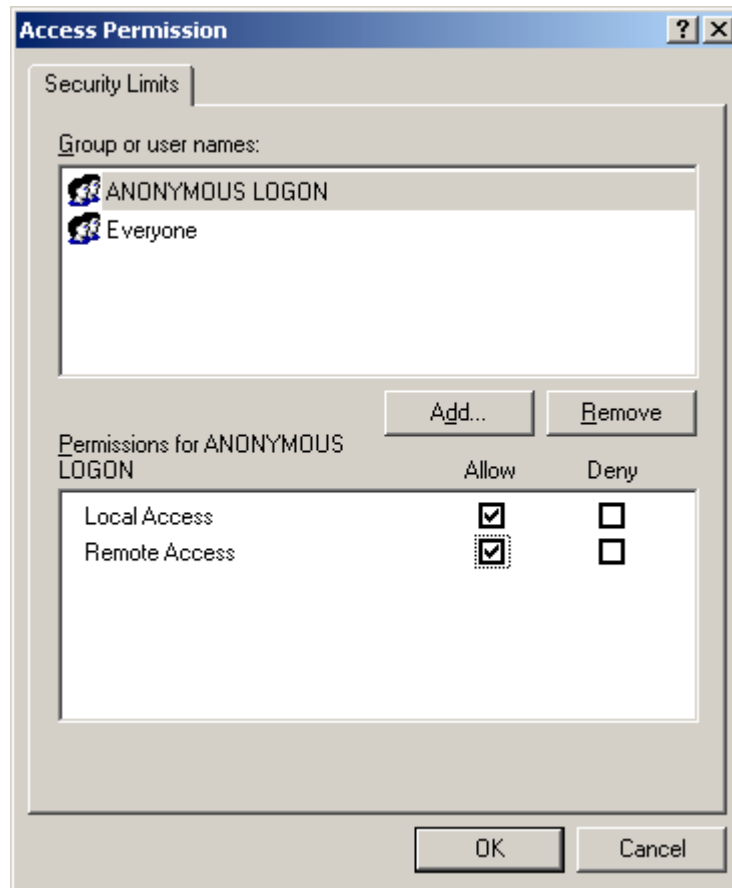 Access Permission
Security Limits
Group or user names:
ANONYMOUS LOGON
Everyone
Add...
Remove
Permissions for ANONYMOUS
LOGON
Allow
Deny
Local Access
Remote Access
OK
Cancel